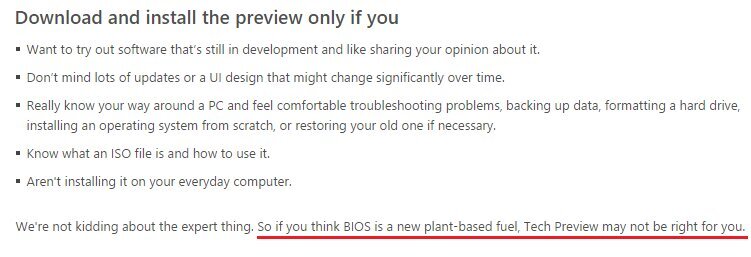 Download and install the preview only if you
▪ Want to try out software that's still in development and like sharing your opinion about it.
▪ Don't mind lots of updates or a UI design that might change significantly over time.
▪ Really know your way around a PC and feel comfortable troubleshooting problems, backing up data, formatting a hard drive,
installing an operating system from scratch, or restoring your old one if necessary.
▪ Know what an ISO file is and how to use it.
▪ Aren't installing it on your everyday computer.
We're not kidding about the expert thing. So if you think BIOS is a new plant-based fuel, Tech Preview may not be right for you.